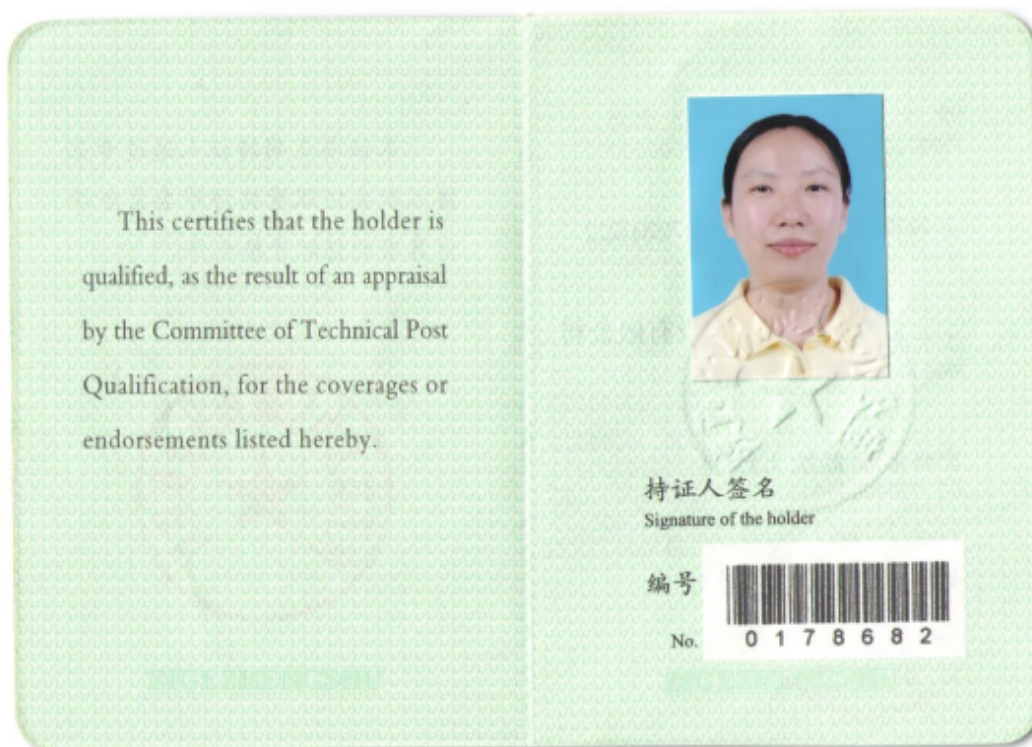 This certifies that the holder is
qualified, as the result of an appraisal
by the Committee of Technical Post
Qualification, for the coverages or
endorsements listed hereby.
ZIGEZHENGSHU
持证人签名
Signature of the holder
编号
No.
0178682